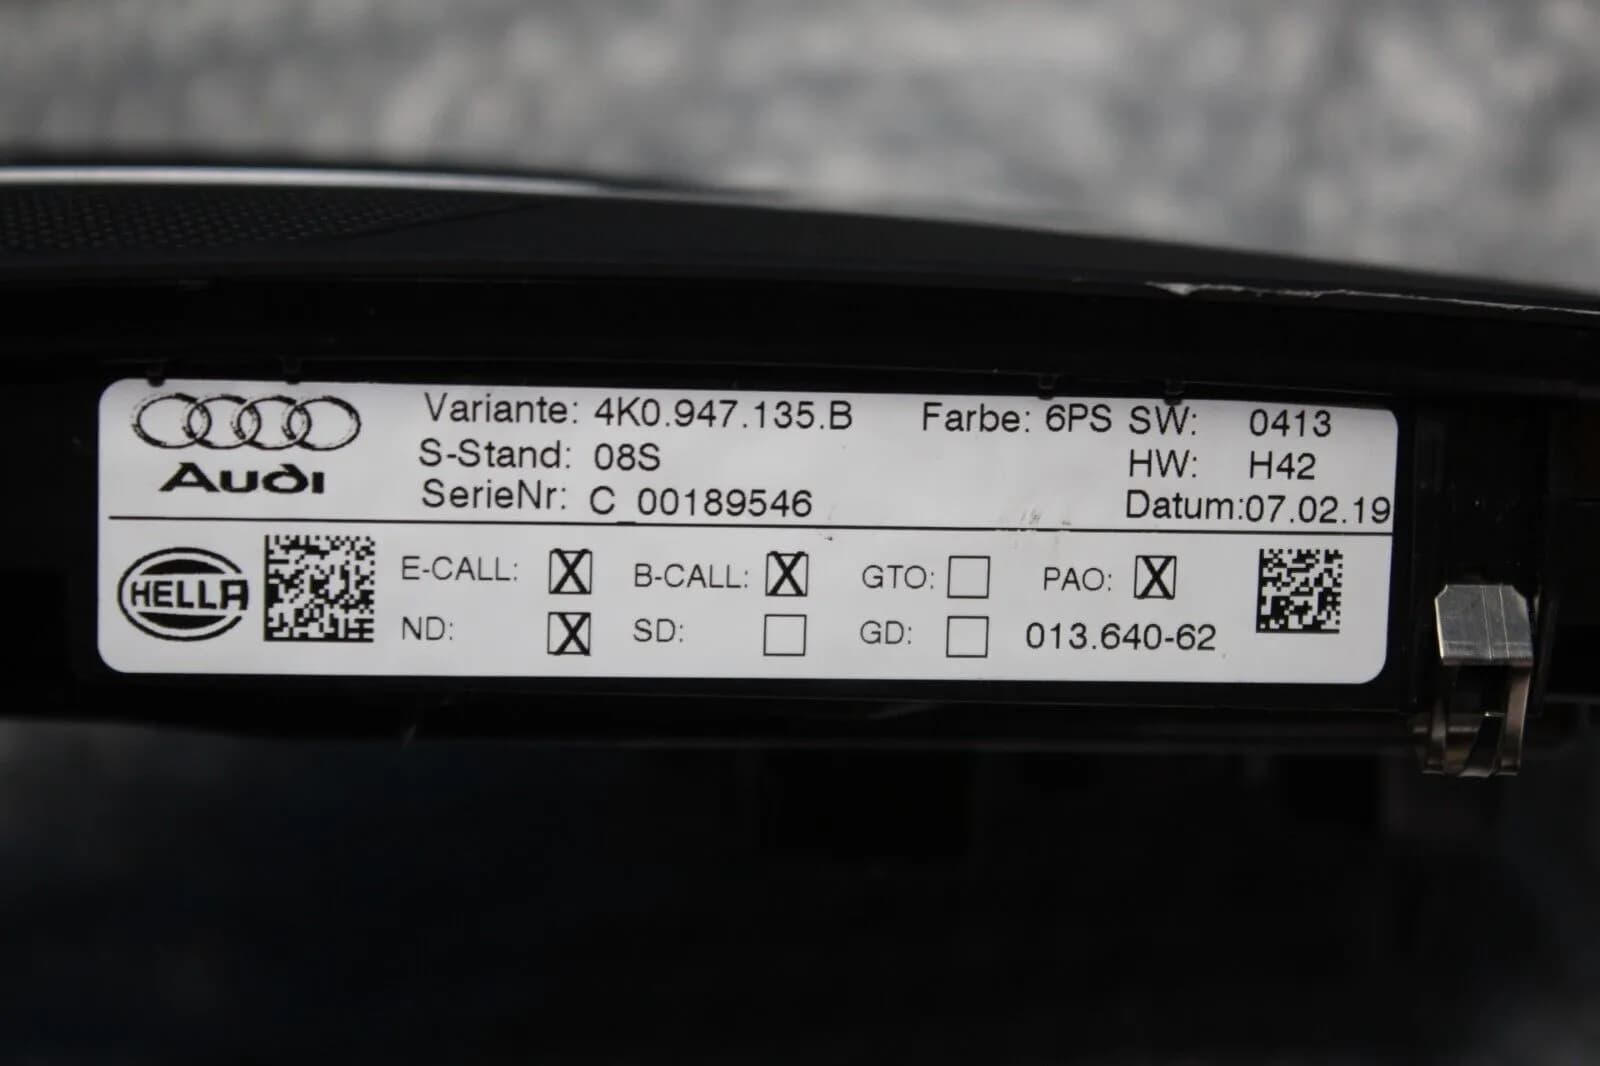 Audi
Variante: 4K0.947.135.B Farbe: 6PS SW: 0413
S-Stand: 08S HW: H42
SerieNr: C_00189546 Datum:07.02.19
HELLA
E-CALL: X B-CALL: X GTO: PAO: X
ND: X SD: GD: 013.640-62